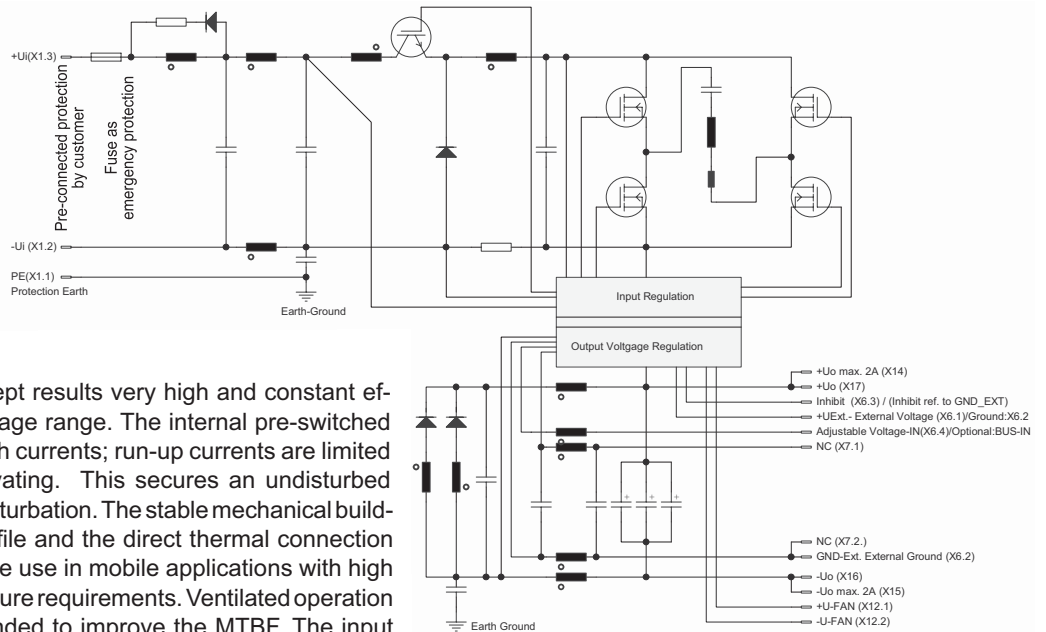 +Ui(X1.3)
Pre-connected protection
by customer
Fuse as
emergency protection
-Ui (X1.2)
PE(X1.1)
Protection Earth
Earth-Ground
Input Regulation
Output Voltgage Regulation
+Uo max. 2A (X14)
+Uo (X17)
Inhibit (X6.3) / (Inhibit ref. to GND_EXT)
+UExt.- External Voltage (X6.1)/Ground:X6.2
Adjustable Voltage-IN(X6.4)/Optional:BUS-IN
NC (X7.1)
+ + +
NC (X7.2.)
GND-Ext. External Ground (X6.2)
-Uo (X16)
-Uo max. 2A (X15)
+U-FAN (X12.1)
-U-FAN (X12.2)
Earth Ground
ept results very high and constant ef-
age range. The internal pre-switched
h currents; run-up currents are limited
vating. This secures an undisturbed
turbation. The stable mechanical build-
file and the direct thermal connection
e use in mobile applications with high
ure requirements. Ventilated operation
nded to improve the MTBF. The input